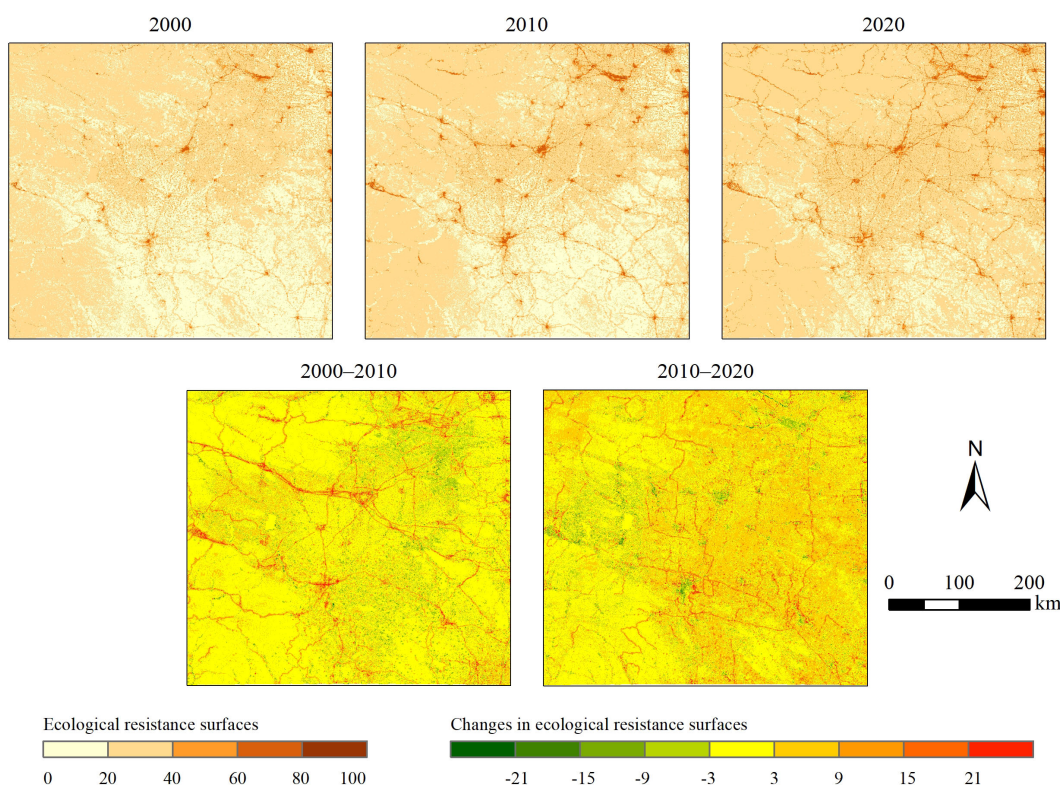 2000 2010 2020
2000–2010 2010–2020
N
0 100 200
km
Ecological resistance surfaces
0 20 40 60 80 100
Changes in ecological resistance surfaces
-21 -15 -9 -3 3 9 15 21